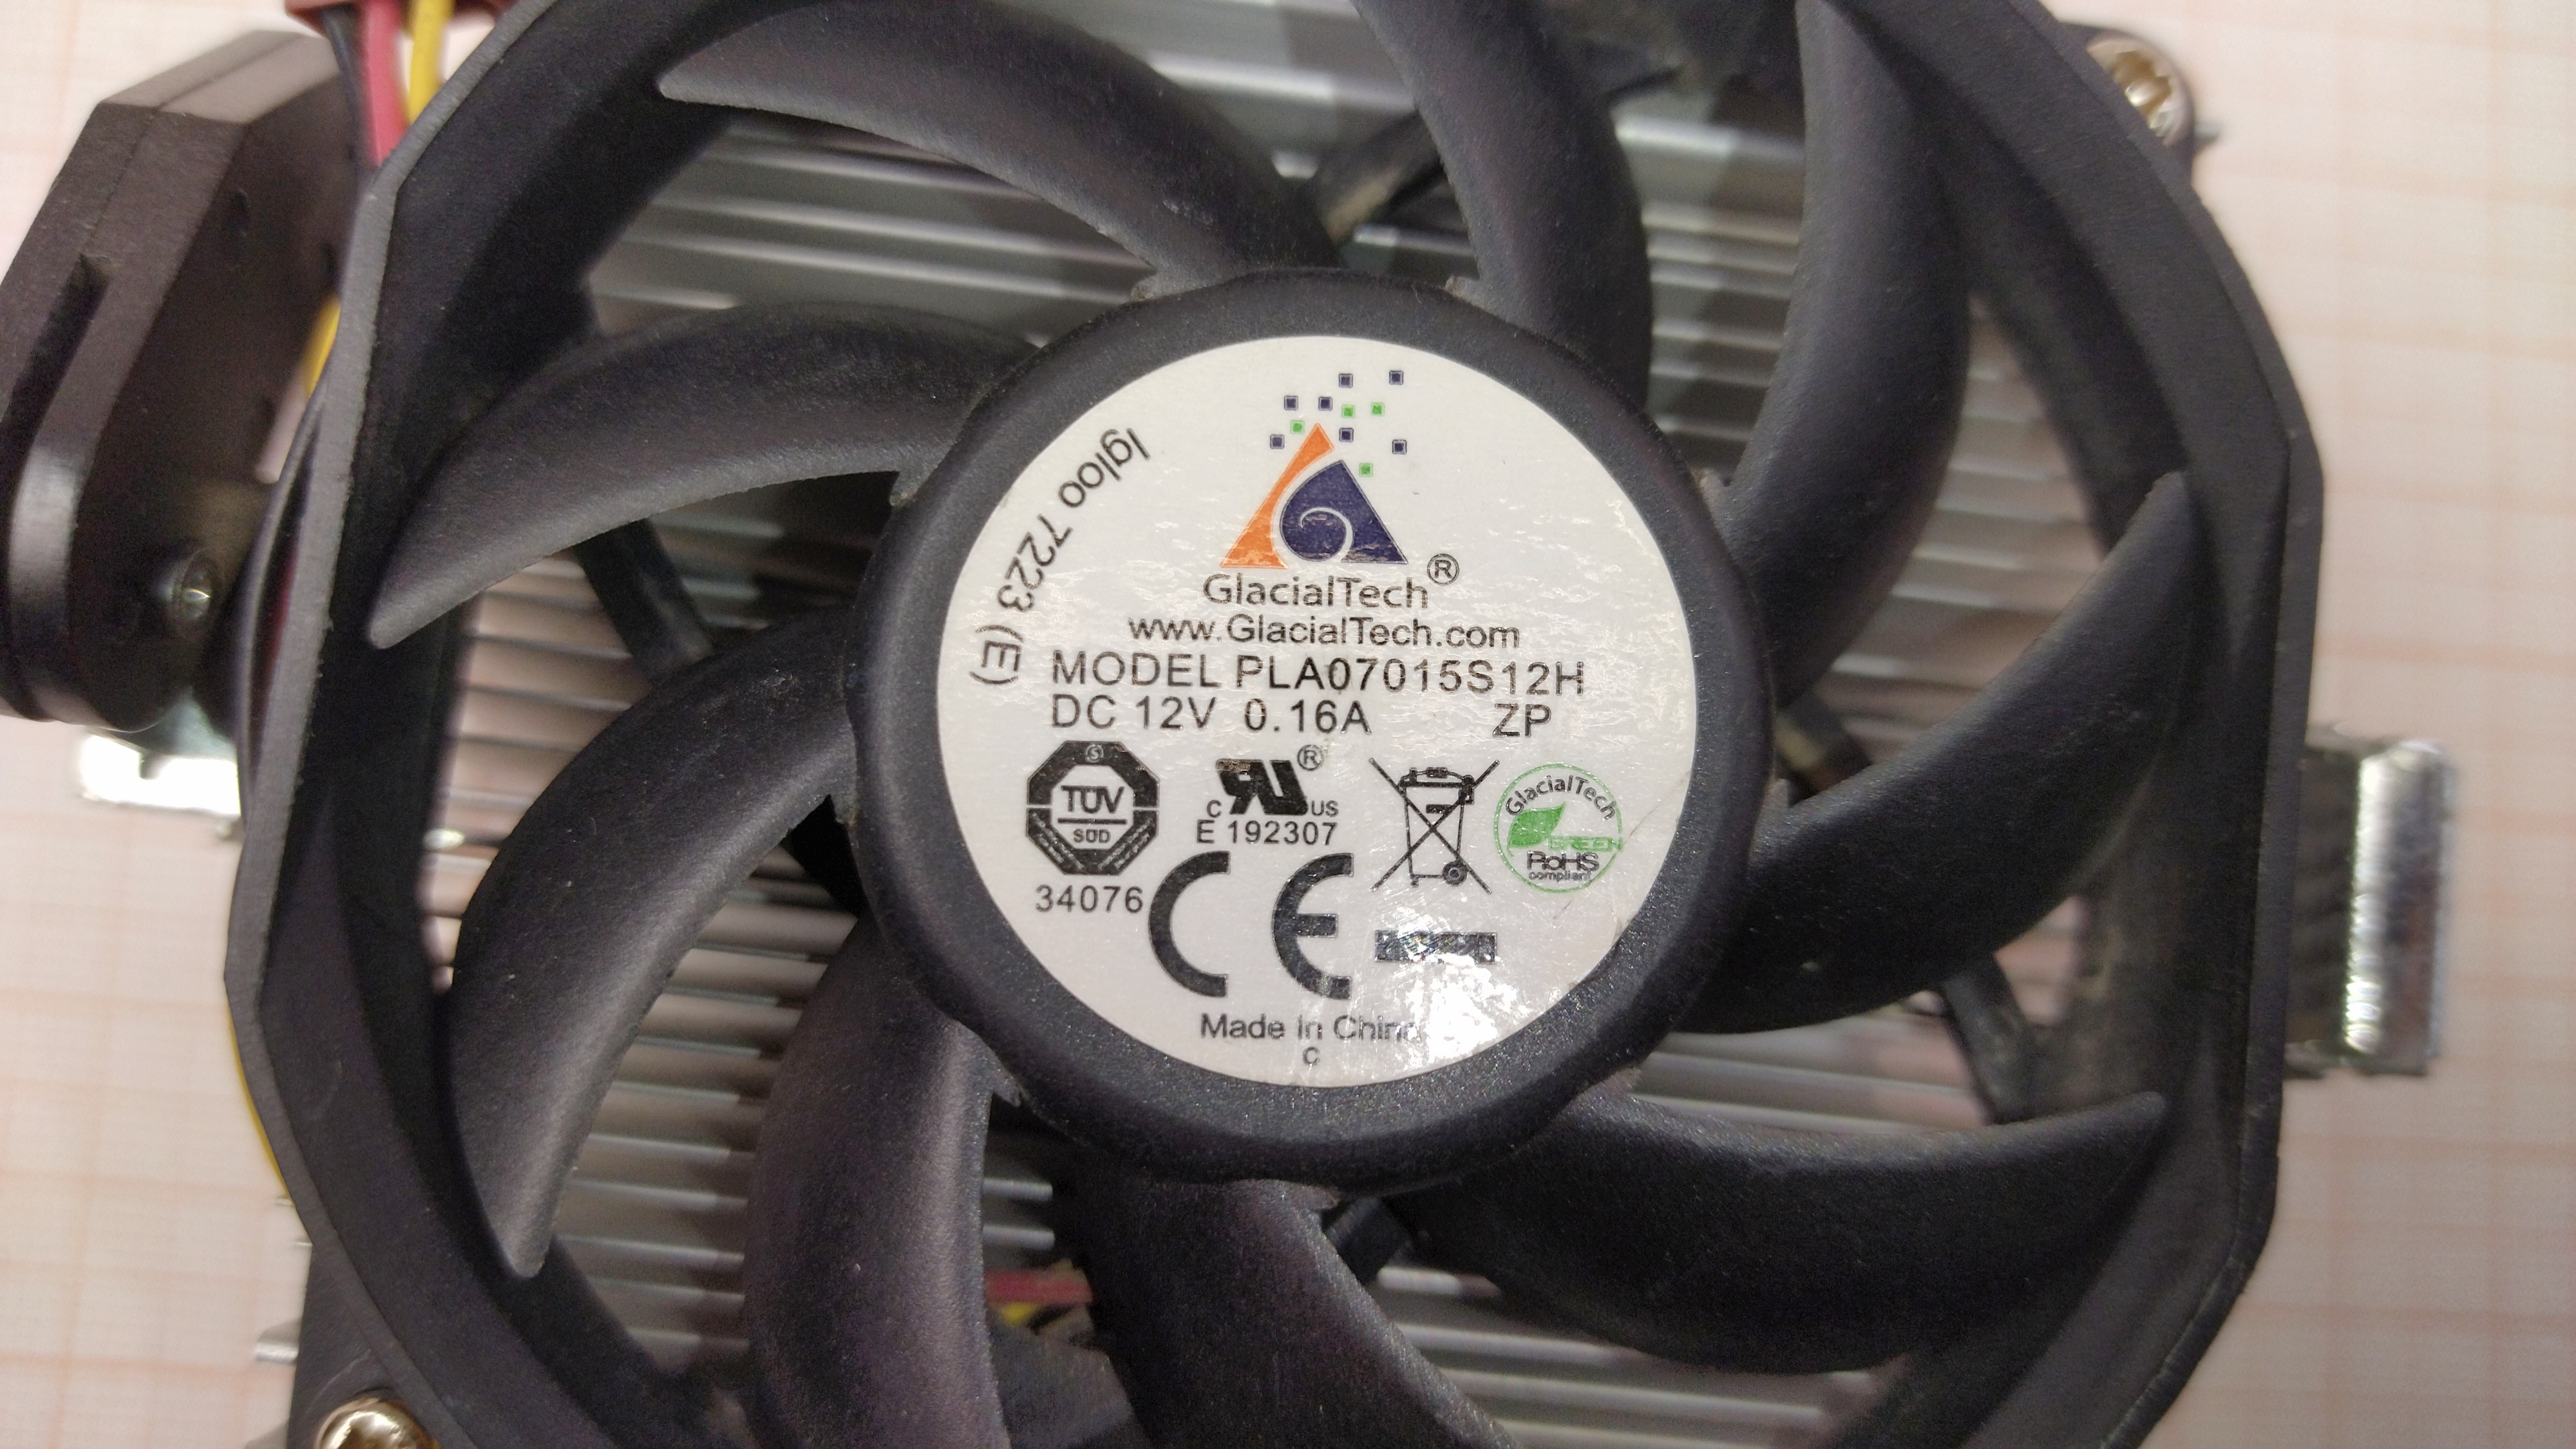 Igloo 7223 (E)
GlacialTech®
www.GlacialTech.com
MODEL PLA07015S12H
DC 12V 0.16A ZP
S
TÜV
SÜD
34076
C RU® US
E 192307
GlacialTech
GREEN
RoHS
compliant
CE
Made in China
C